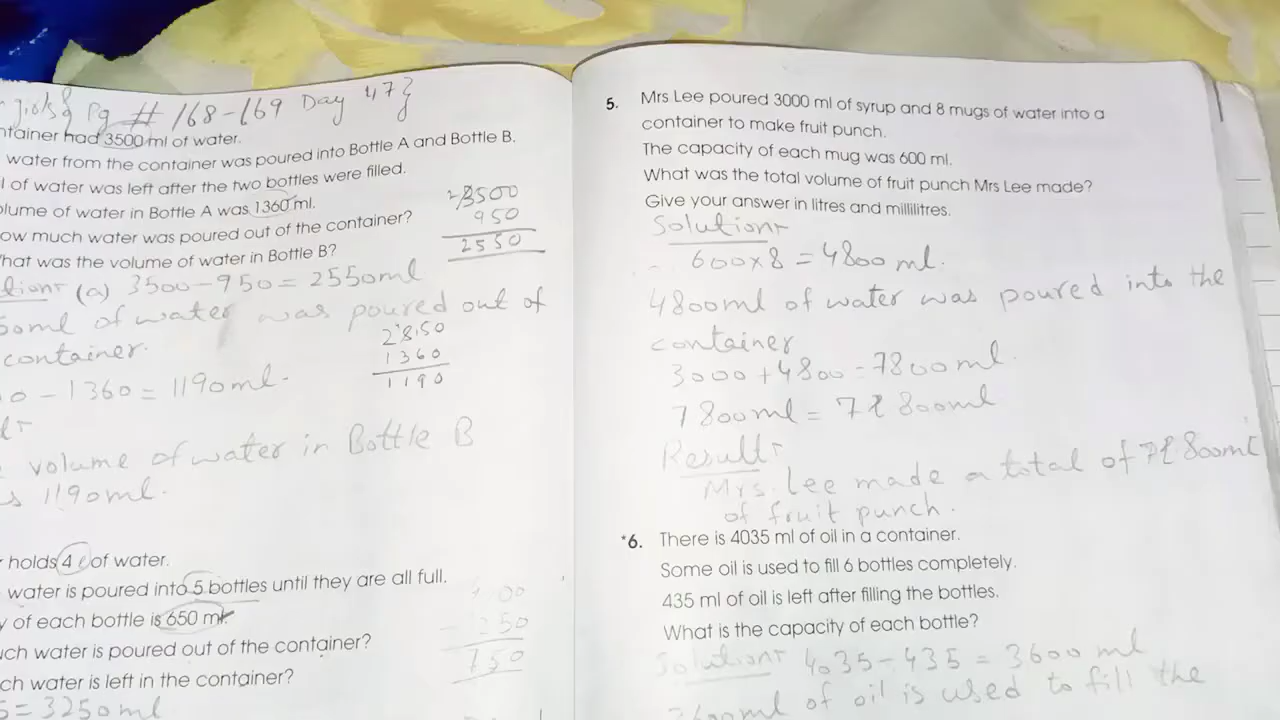 girls} Pg # 168-169 Day 47}
ntainer had 3500 ml of water.
water from the container was poured into Bottle A and Bottle B.
l of water was left after the two bottles were filled.
olume of water in Bottle A was 1360 ml.
ow much water was poured out of the container?
hat was the volume of water in Bottle B?
3500
950
2550
(a) 3500 - 950 = 2550ml
50ml of water was poured out of
container.
2550
1360
1190
0 - 1360 = 1190ml.
volume of water in Bottle B
s 1190ml.
holds 4 ℓ of water.
water is poured into 5 bottles until they are all full.
y of each bottle is 650 ml.
uch water is poured out of the container?
ch water is left in the container?
750
5 = 3250ml
5. Mrs Lee poured 3000 ml of syrup and 8 mugs of water into a
container to make fruit punch.
The capacity of each mug was 600 ml.
What was the total volume of fruit punch Mrs Lee made?
Give your answer in litres and millilitres.
Solution:
600 x 8 = 4800 ml.
4800ml of water was poured into the
container
3000 + 4800 = 7800ml.
7800ml = 7ℓ 800ml
Result:
Mrs. Lee made a total of 7ℓ 800ml
of fruit punch.
*6. There is 4035 ml of oil in a container.
Some oil is used to fill 6 bottles completely.
435 ml of oil is left after filling the bottles.
What is the capacity of each bottle?
Solution: 4035 - 435 = 3600 ml
3600ml of oil is used to fill the